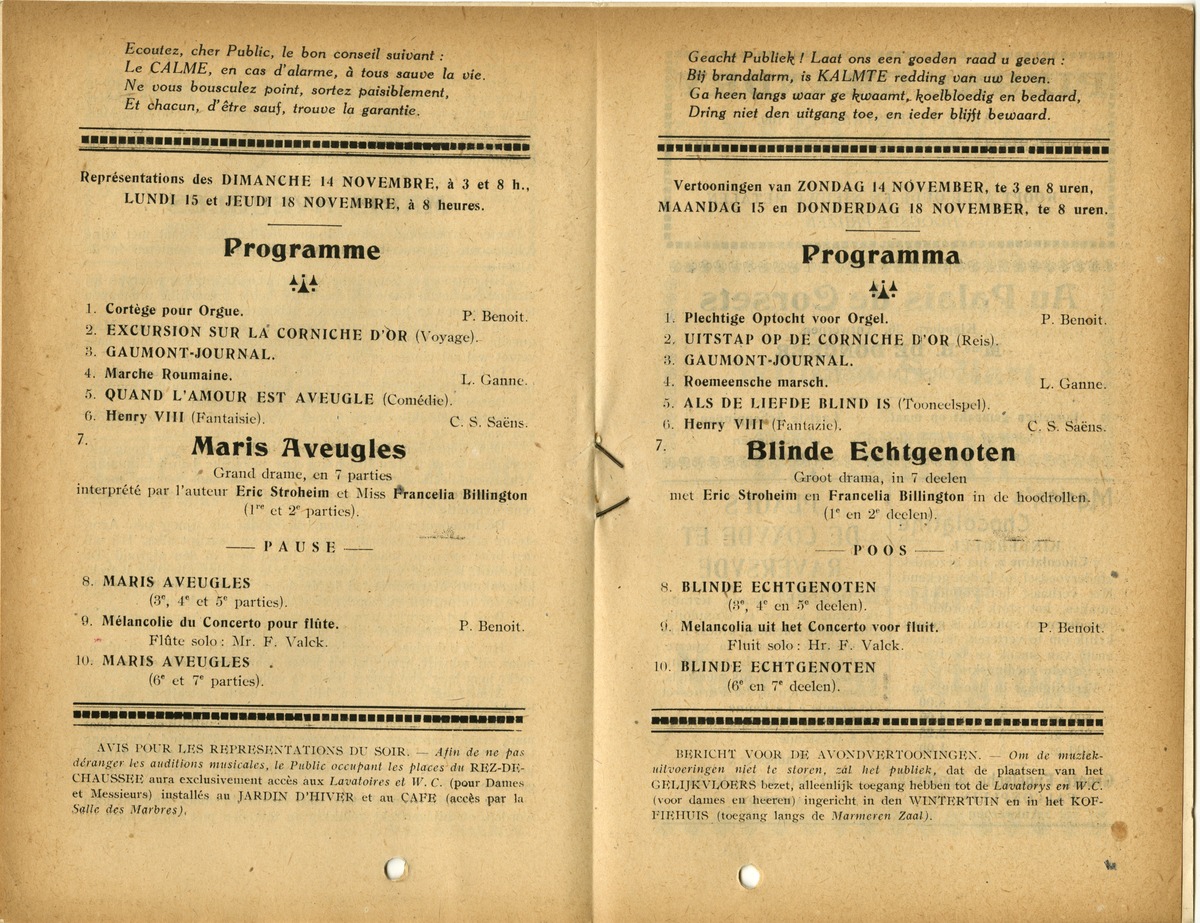 Ecoutez, cher Public, le bon conseil suivant :
Le CALME, en cas d'alarme, à tous sauve la vie.
Ne vous bousculez point, sortez paisiblement,
Et chacun, d'être sauf, trouve la garantie.
Représentations des DIMANCHE 14 NOVEMBRE, à 3 et 8 h.,
LUNDI 15 et JEUDI 18 NOVEMBRE, à 8 heures.
Programme
1. Cortège pour Orgue. P. Benoit.
2. EXCURSION SUR LA CORNICHE D'OR (Voyage).
3. GAUMONT-JOURNAL.
4. Marche Roumaine. L. Ganne.
5. QUAND L'AMOUR EST AVEUGLE (Comédie).
6. Henry VIII (Fantaisie). C. S. Saëns.
7. Maris Aveugles
Grand drame, en 7 parties
interprété par l'auteur Eric Stroheim et Miss Francelia Billington
(1re et 2e parties).
— PAUSE —
8. MARIS AVEUGLES
(3e, 4e et 5e parties).
9. Mélancolie du Concerto pour flûte. P. Benoit.
Flûte solo : Mr. F. Valck.
10. MARIS AVEUGLES
(6e et 7e parties).
AVIS POUR LES REPRESENTATIONS DU SOIR. — Afin de ne pas
déranger les auditions musicales, le Public occupant les places du REZ-DE-
CHAUSSEE aura exclusivement accès aux Lavatoires et W. C. (pour Dames
et Messieurs) installés au JARDIN D'HIVER et au CAFE (accès par la
Salle des Marbres).
Geacht Publiek ! Laat ons een goeden raad u geven :
Bij brandalarm, is KALMTE redding van uw leven.
Ga heen langs waar ge kwaamt, koelbloedig en bedaard,
Dring niet den uitgang toe, en ieder blijft bewaard.
Vertooningen van ZONDAG 14 NOVEMBER, te 3 en 8 uren,
MAANDAG 15 en DONDERDAG 18 NOVEMBER, te 8 uren.
Programma
1. Plechtige Optocht voor Orgel. P. Benoit.
2. UITSTAP OP DE CORNICHE D'OR (Reis).
3. GAUMONT-JOURNAL.
4. Roemeensche marsch. L. Ganne.
5. ALS DE LIEFDE BLIND IS (Tooneelspel).
6. Henry VIII (Fantazie). C. S. Saëns.
7. Blinde Echtgenoten
Groot drama, in 7 deelen
met Eric Stroheim en Francelia Billington in de hoofdrollen.
(1e en 2e deelen).
— POOS —
8. BLINDE ECHTGENOTEN
(3e, 4e en 5e deelen).
9. Melancolia uit het Concerto voor fluit. P. Benoit.
Fluit solo : Hr. F. Valck.
10. BLINDE ECHTGENOTEN
(6e en 7e deelen).
BERICHT VOOR DE AVONDVERTOONINGEN. — Om de muziek-
uitvoeringen niet te storen, zal het publiek, dat de plaatsen van het
GELIJKVLOERS bezet, alleenlijk toegang hebben tot de Lavatorys en W.C.
(voor dames en heeren) ingericht in den WINTERTUIN en in het KOF-
FIEHUIS (toegang langs de Marmeren Zaal).